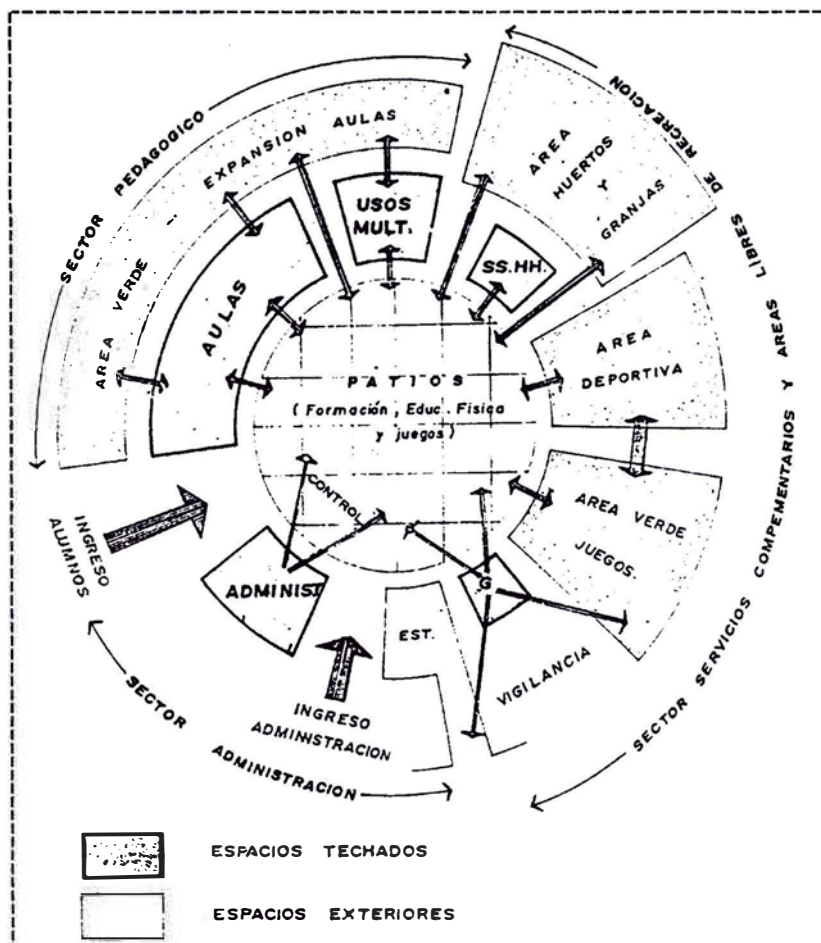 SECTOR PEDAGOGICO
AREA VERDE Y EXPANSION AULAS
AULAS
USOS
MULT.
SS.HH.
AREA
HUERTOS
Y
GRANJAS
AREA
DEPORTIVA
AREA VERDE
JUEGOS.
SECTOR SERVICIOS COMPEMENTARIOS Y AREAS LIBRES
DE RECREACION
PATIOS
(Formación, Educ. Física
y juegos)
CONTROL
INGRESO
ALUMNOS
ADMINIST
EST.
G
VIGILANCIA
INGRESO
ADMINISTRACION
SECTOR ADMINISTRACION
ESPACIOS TECHADOS
ESPACIOS EXTERIORES